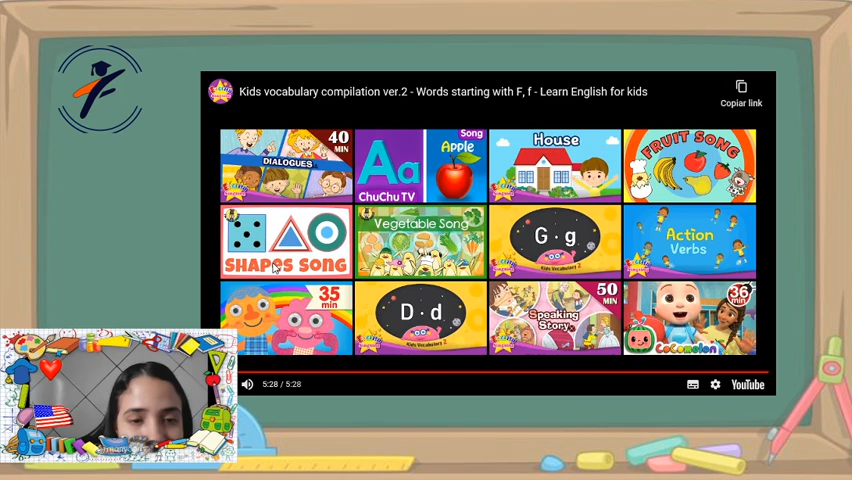 Kids vocabulary compilation ver.2 - Words starting with F, f - Learn English for kids
Copiar link
40
MIN
DIALOGUES
Aa
ChuChu TV
Song
Apple
House
FRUIT SONG
SHAPES SONG
Vegetable Song
G·g
Kids Vocabulary 2
Action
Verbs
35
min
D·d
Kids Vocabulary 2
50
MIN
Speaking
Story
36
min
CoComelon
5:28 / 5:28
YouTube